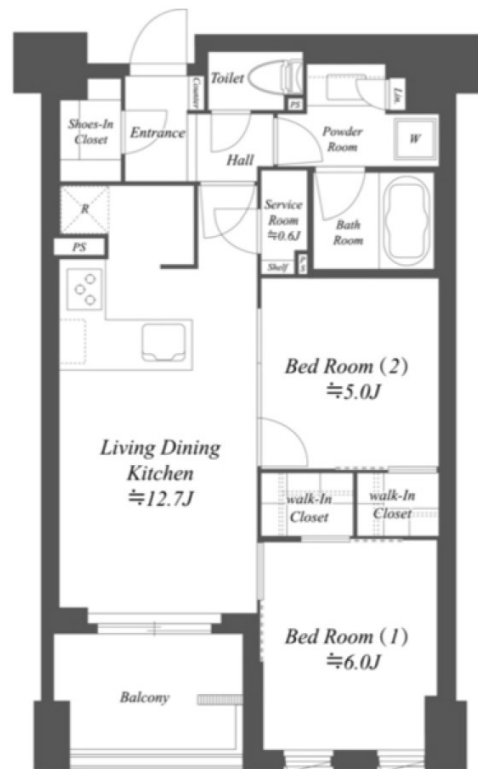 Toilet
Counter
PS
Lin.
Shoes-In
Closet
Entrance
Powder
Room
W
Hall
R
Service
Room
≒0.6J
Bath
Room
PS
Shelf
PS
Bed Room (2)
≒5.0J
Living Dining
Kitchen
≒12.7J
walk-In
Closet
walk-In
Closet
Bed Room (1)
≒6.0J
Balcony